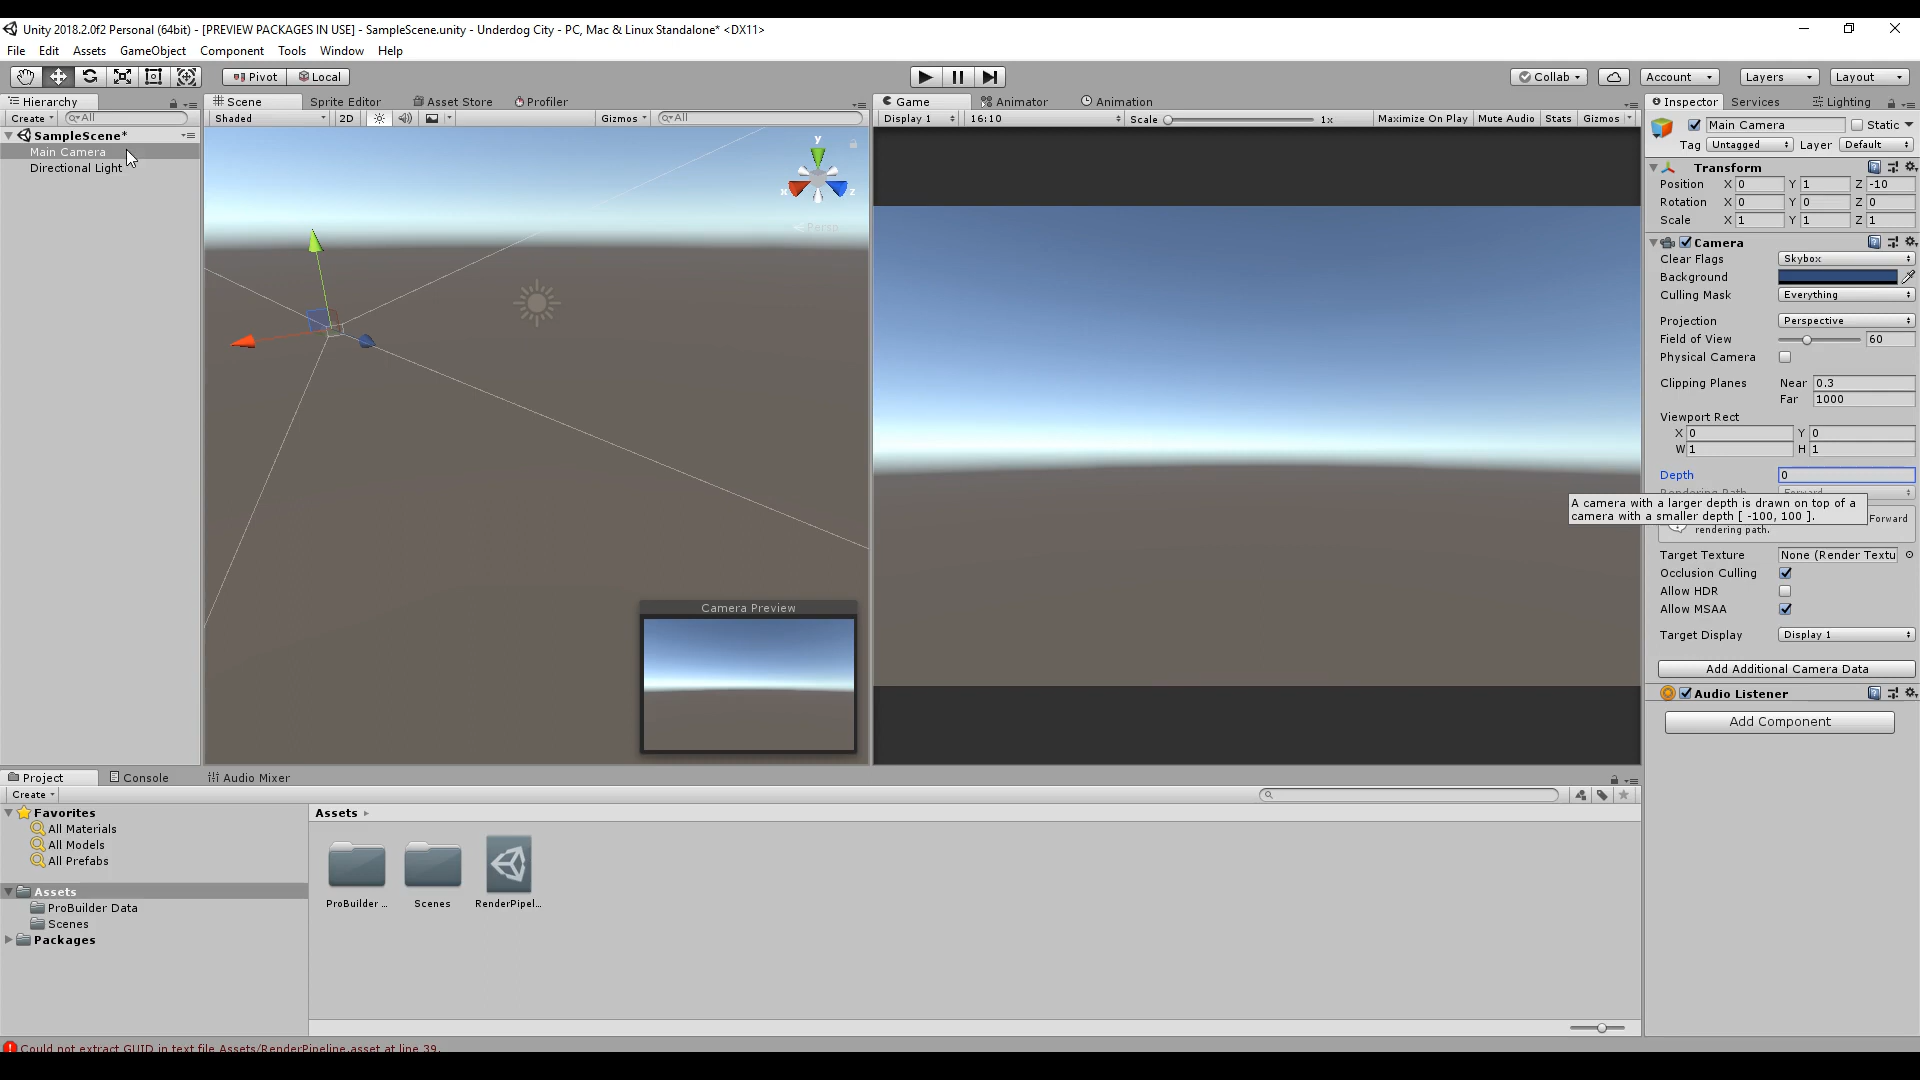 Unity 2018.2.0f2 Personal (64bit) - [PREVIEW PACKAGES IN USE] - SampleScene.unity - Underdog City - PC, Mac & Linux Standalone* <DX11>
File Edit Assets GameObject Component Tools Window Help
Pivot Local Collab Account Layers Layout
Hierarchy Scene Sprite Editor Asset Store Profiler Game Animator Animation Inspector Services Lighting
Create All Shaded 2D Gizmos All Display 1 16:10 Scale 1x Maximize On Play Mute Audio Stats Gizmos
Main Camera Static
SampleScene*
Main Camera
Directional Light
y
x z
Persp
Tag Untagged Layer Default
Transform
Position X 0 Y 1 Z -10
Rotation X 0 Y 0 Z 0
Scale X 1 Y 1 Z 1
Camera
Clear Flags Skybox
Background
Culling Mask Everything
Projection Perspective
Field of View 60
Physical Camera
Clipping Planes Near 0.3
Far 1000
Viewport Rect
X 0 Y 0
W 1 H 1
Depth 0
A camera with a larger depth is drawn on top of a
camera with a smaller depth [ -100, 100 ].
Forward
rendering path.
Target Texture None (Render Textu
Occlusion Culling
Allow HDR
Allow MSAA
Target Display Display 1
Add Additional Camera Data
Audio Listener
Add Component
Camera Preview
Project Console Audio Mixer
Create
Favorites
All Materials
All Models
All Prefabs
Assets
ProBuilder Data
Scenes
Packages
Assets
ProBuilder ... Scenes RenderPipel...
Could not extract GUID in text file Assets/RenderPipeline.asset at line 39.